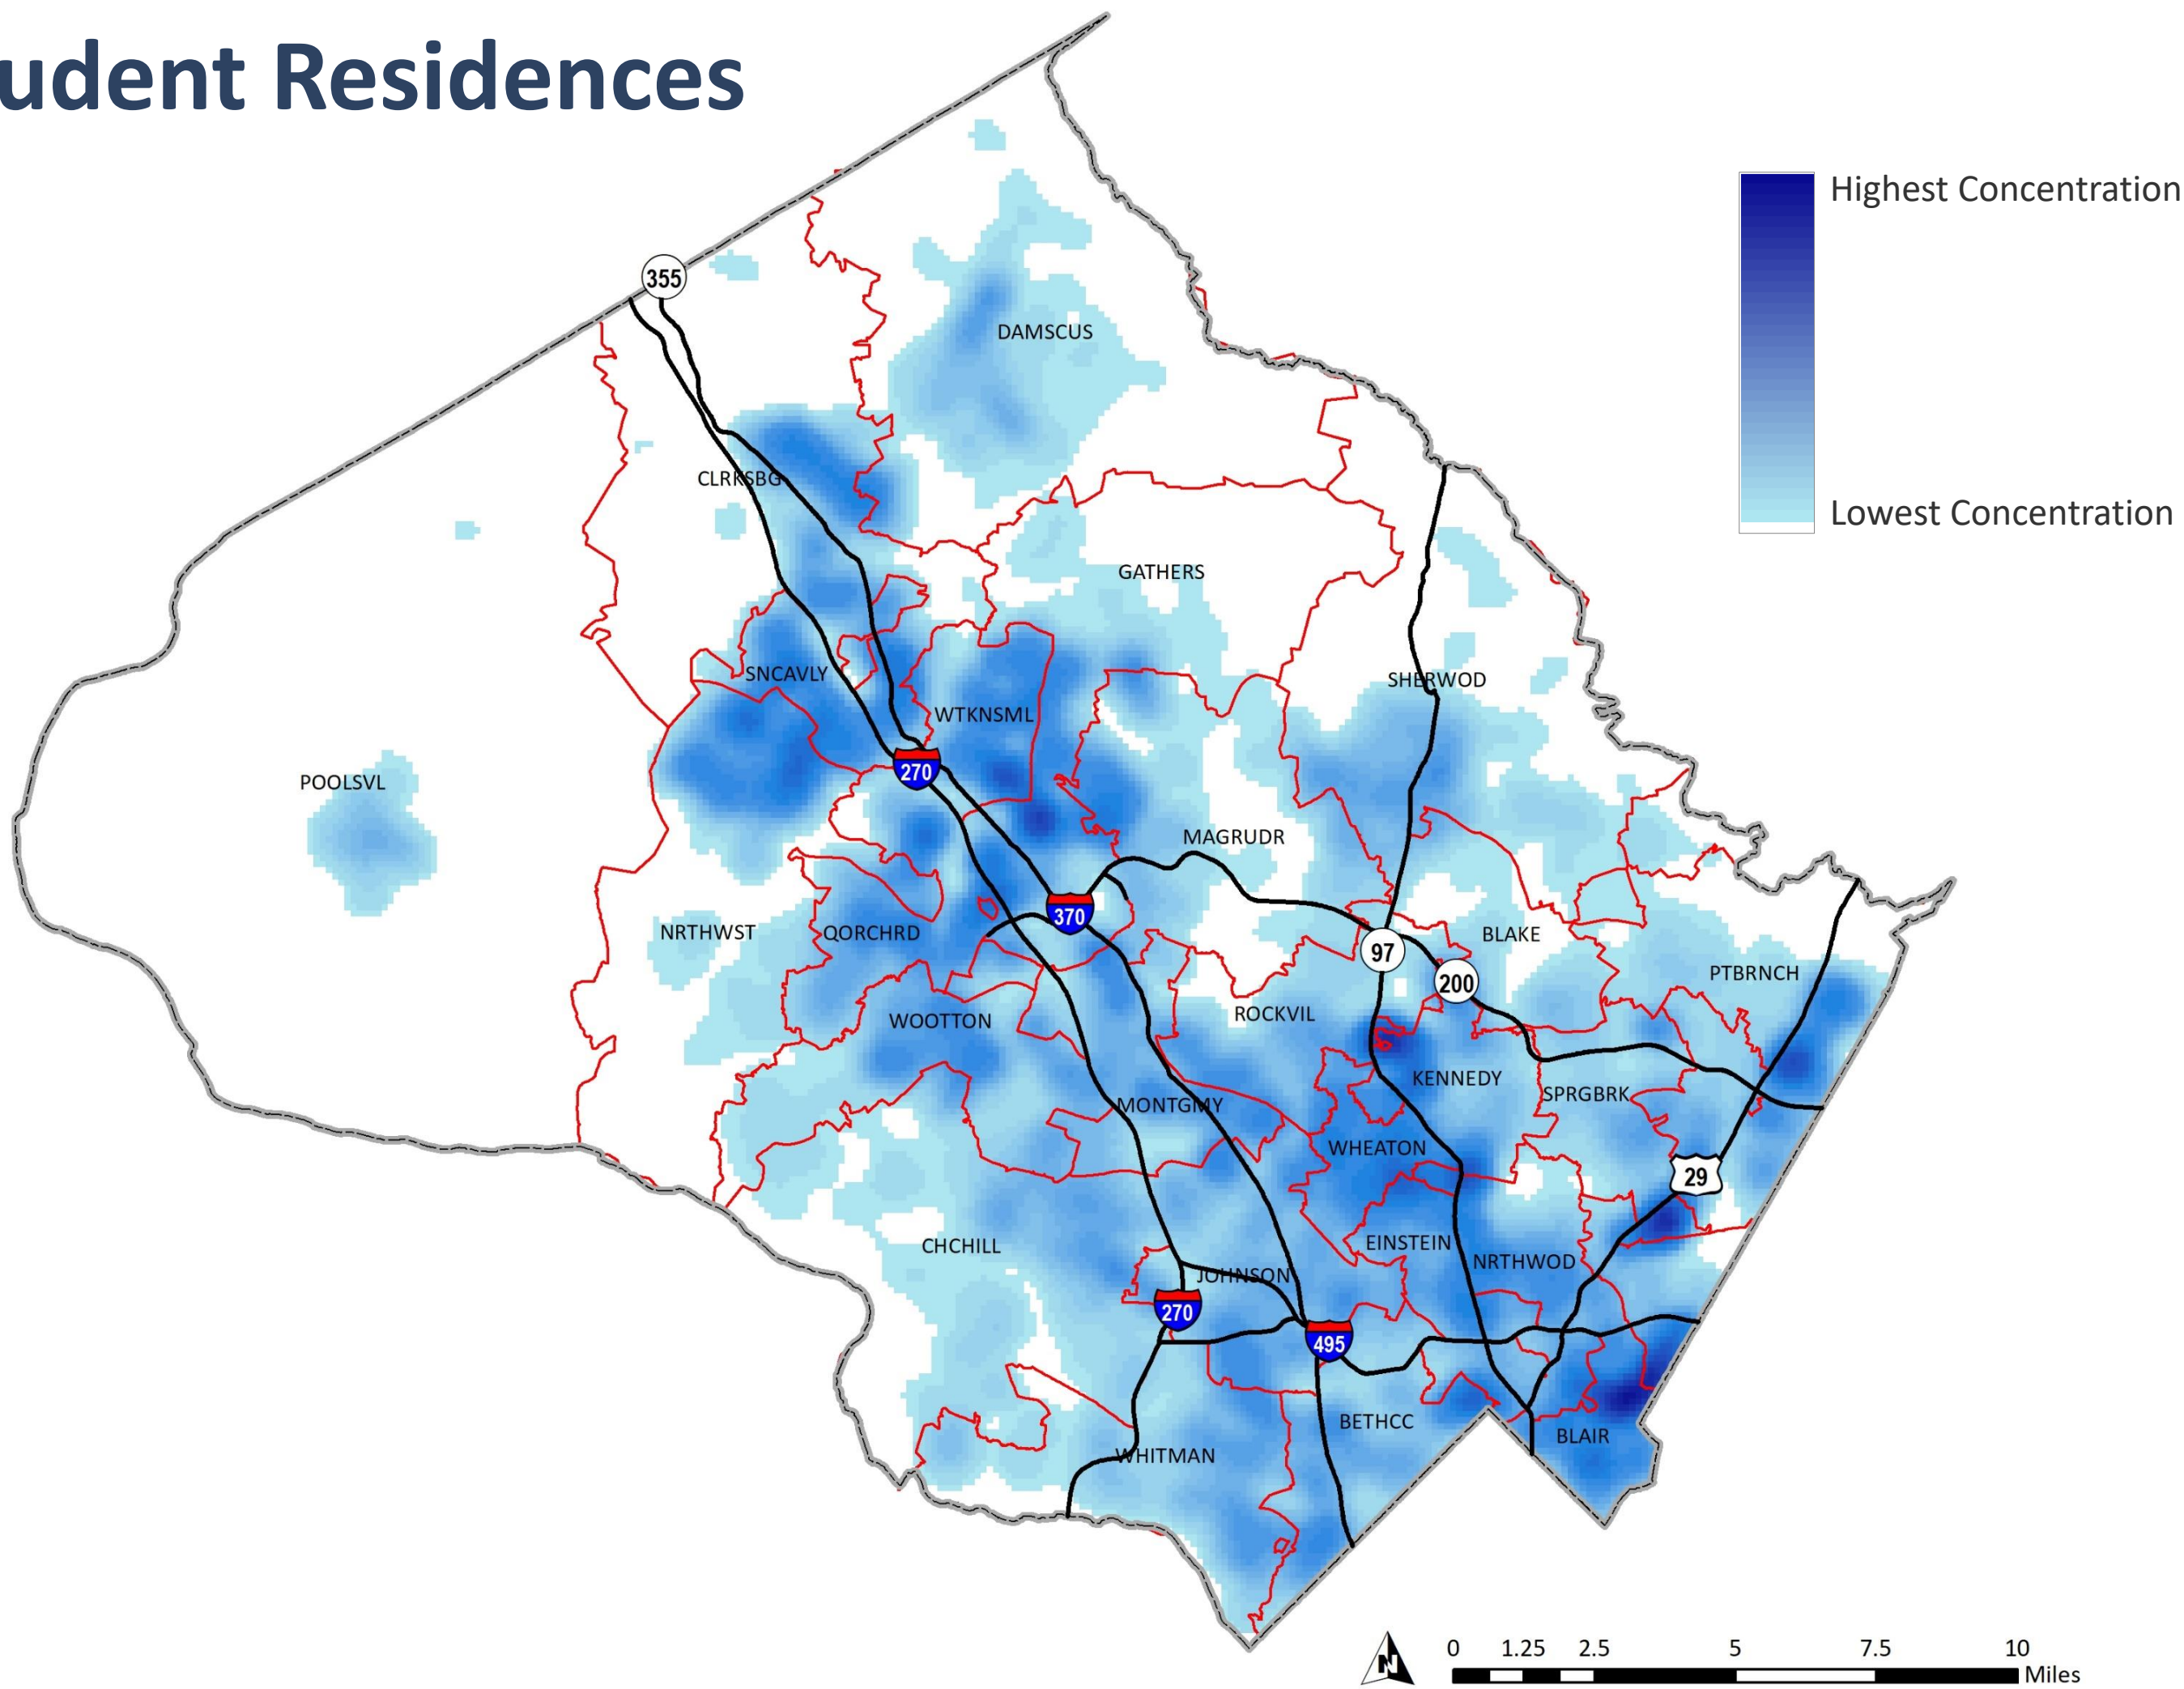 udent Residences
Highest Concentration
Lowest Concentration
355
DAMSCUS
CLRKSBG
GATHERS
SNCAVLY
SHERWOD
WTKNSML
270
POOLSVL
MAGRUDR
370
NRTHWST
QORCHRD
97
BLAKE
200
PTBRNCH
WOOTTON
ROCKVIL
KENNEDY
SPRGBRK
MONTGMY
WHEATON
29
CHCHILL
EINSTEIN
NRTHWOD
JOHNSON
270
495
BETHCC
WHITMAN
BLAIR
N
0 1.25 2.5 5 7.5 10
Miles